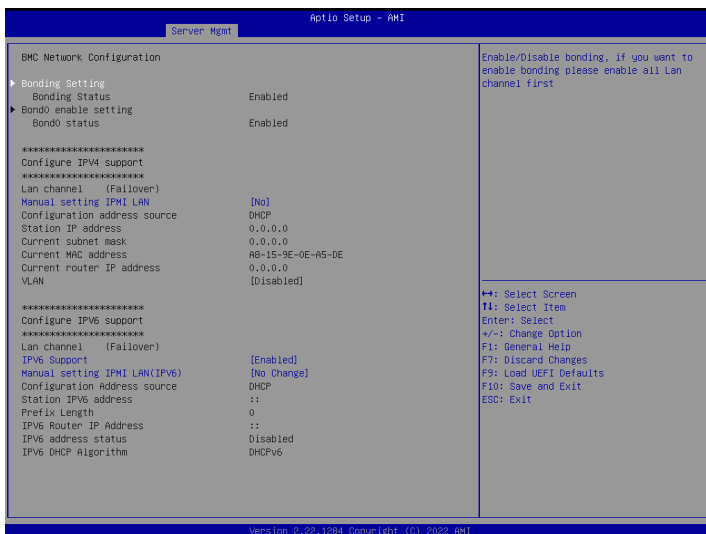 Aptio Setup – AMI
Server Mgmt
BMC Network Configuration
Bonding Setting
Bonding Status Enabled
Bond0 enable setting
Bond0 status Enabled
**********************
Configure IPV4 support
**********************
Lan channel (Failover)
Manual setting IPMI LAN [No]
Configuration address source DHCP
Station IP address 0.0.0.0
Current subnet mask 0.0.0.0
Current MAC address A8-15-9E-0E-A5-DE
Current router IP address 0.0.0.0
VLAN [Disabled]
**********************
Configure IPV6 support
**********************
Lan channel (Failover)
IPV6 Support [Enabled]
Manual setting IPMI LAN(IPV6) [No Change]
Configuration Address source DHCP
Station IPV6 address ::
Prefix Length 0
IPV6 Router IP Address ::
IPV6 address status Disabled
IPV6 DHCP Algorithm DHCPv6
Enable/Disable bonding, if you want to
enable bonding please enable all Lan
channel first
↔: Select Screen
↑↓: Select Item
Enter: Select
+/-: Change Option
F1: General Help
F7: Discard Changes
F9: Load UEFI Defaults
F10: Save and Exit
ESC: Exit
Version 2.22.1284 Copyright (C) 2022 AMI